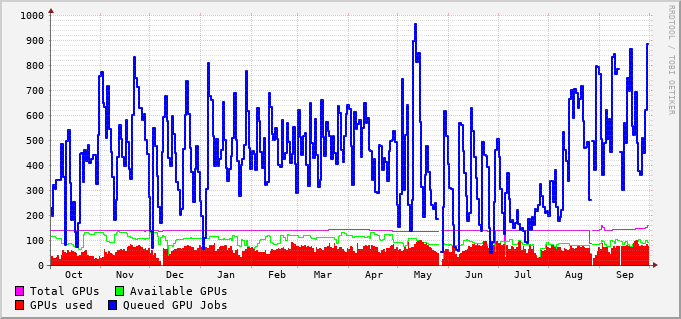 1000
900
800
700
600
500
400
300
200
100
0
Oct Nov Dec Jan Feb Mar Apr May Jun Jul Aug Sep
RRDTOOL / TOBI OETIKER
Total GPUs Available GPUs
GPUs used Queued GPU Jobs